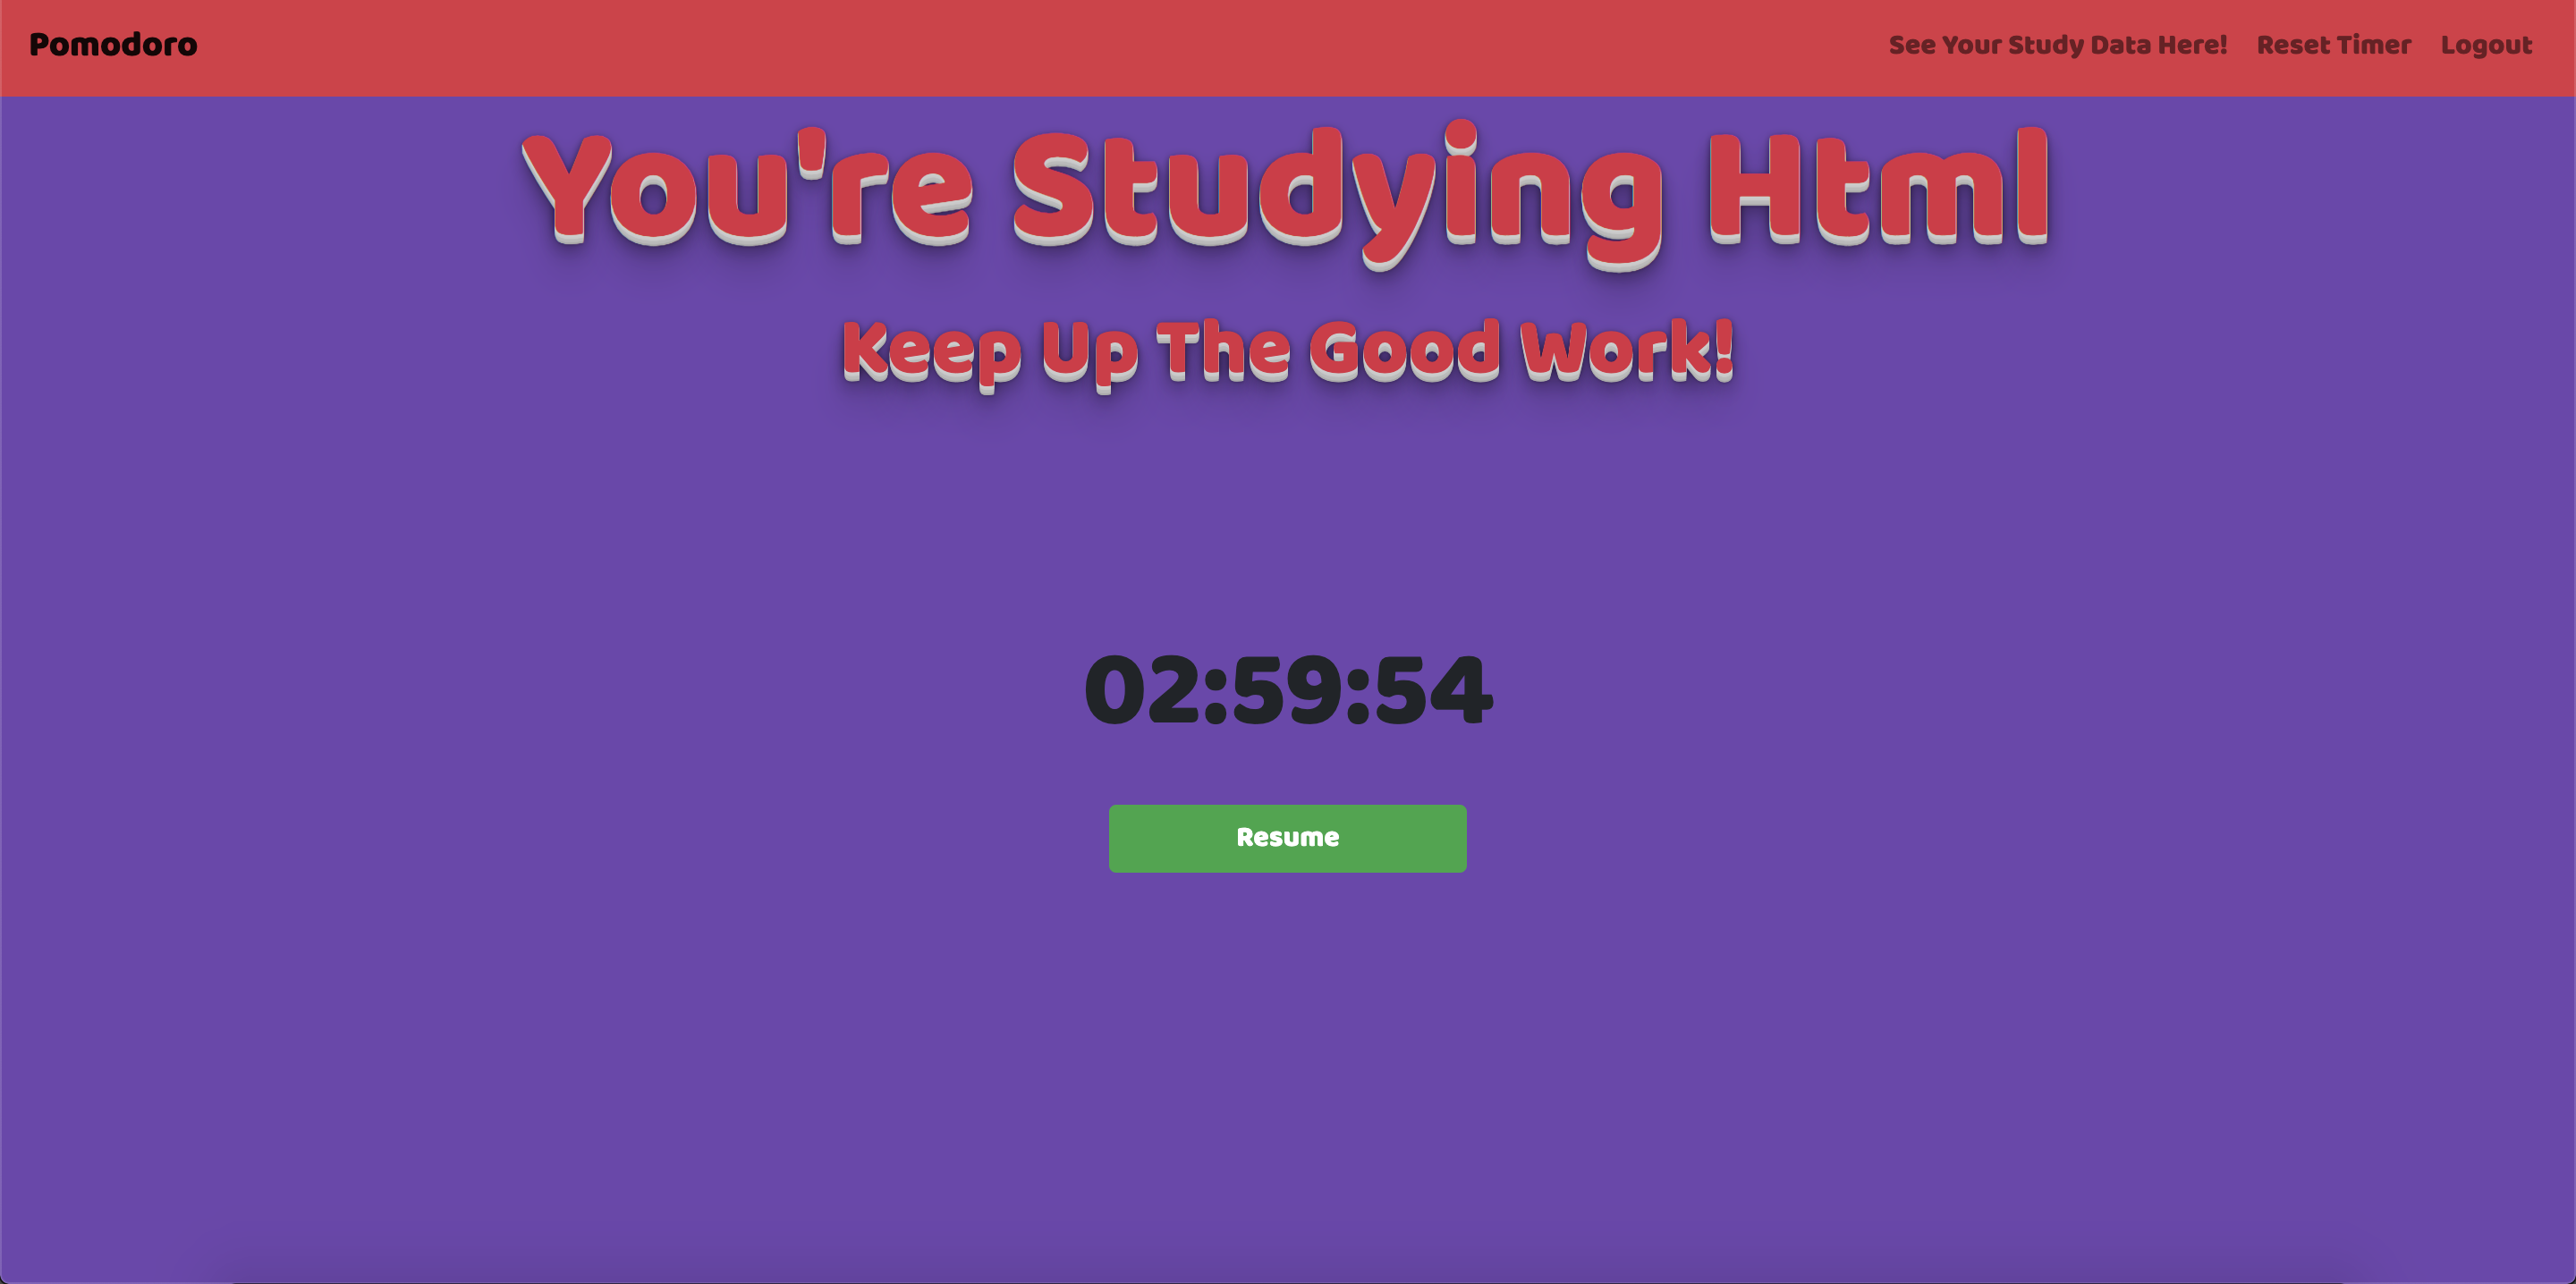 Pomodoro
See Your Study Data Here! Reset Timer Logout
You're Studying Html
Keep Up The Good Work!
02:59:54
Resume